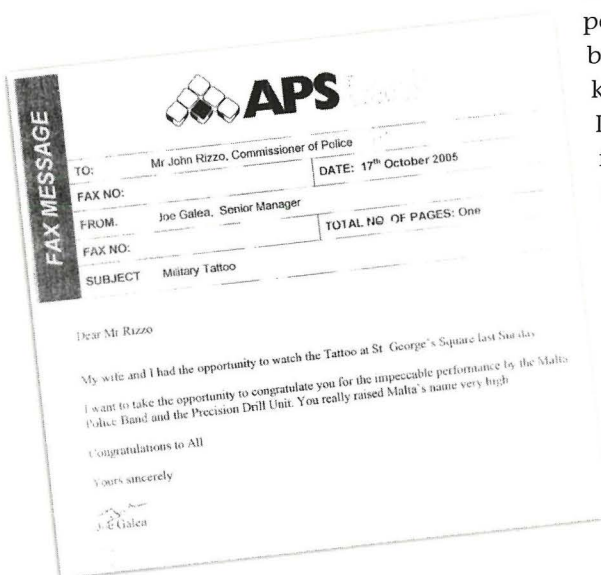 FAX MESSAGE
APS
TO: Mr John Rizzo, Commissioner of Police
FAX NO:
DATE: 17th October 2005
FROM. Joe Galea, Senior Manager
FAX NO:
TOTAL NO OF PAGES: One
SUBJECT Military Tattoo
Dear Mr Rizzo
My wife and I had the opportunity to watch the Tattoo at St George's Square last Sunday
I want to take the opportunity to congratulate you for the impeccable performance by the Malta
Police Band and the Precision Drill Unit. You really raised Malta's name very high
Congratulations to All
Yours sincerely
Joe Galea